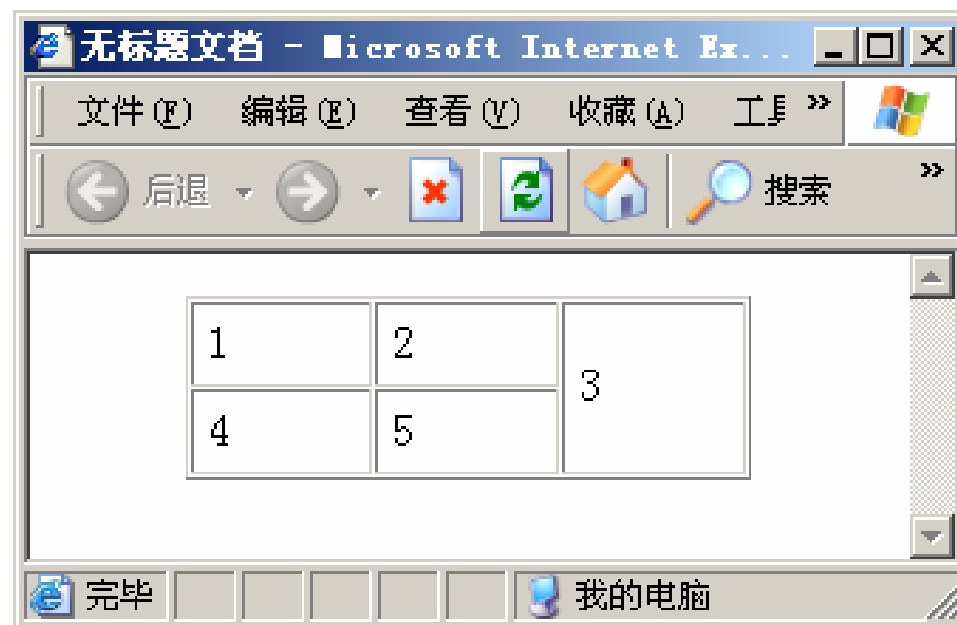 无标题文档 - Microsoft Internet Ex...
文件(F) 编辑(E) 查看(V) 收藏(A) 工具 »
后退 搜索 »
1 2
3
4 5
完毕 我的电脑